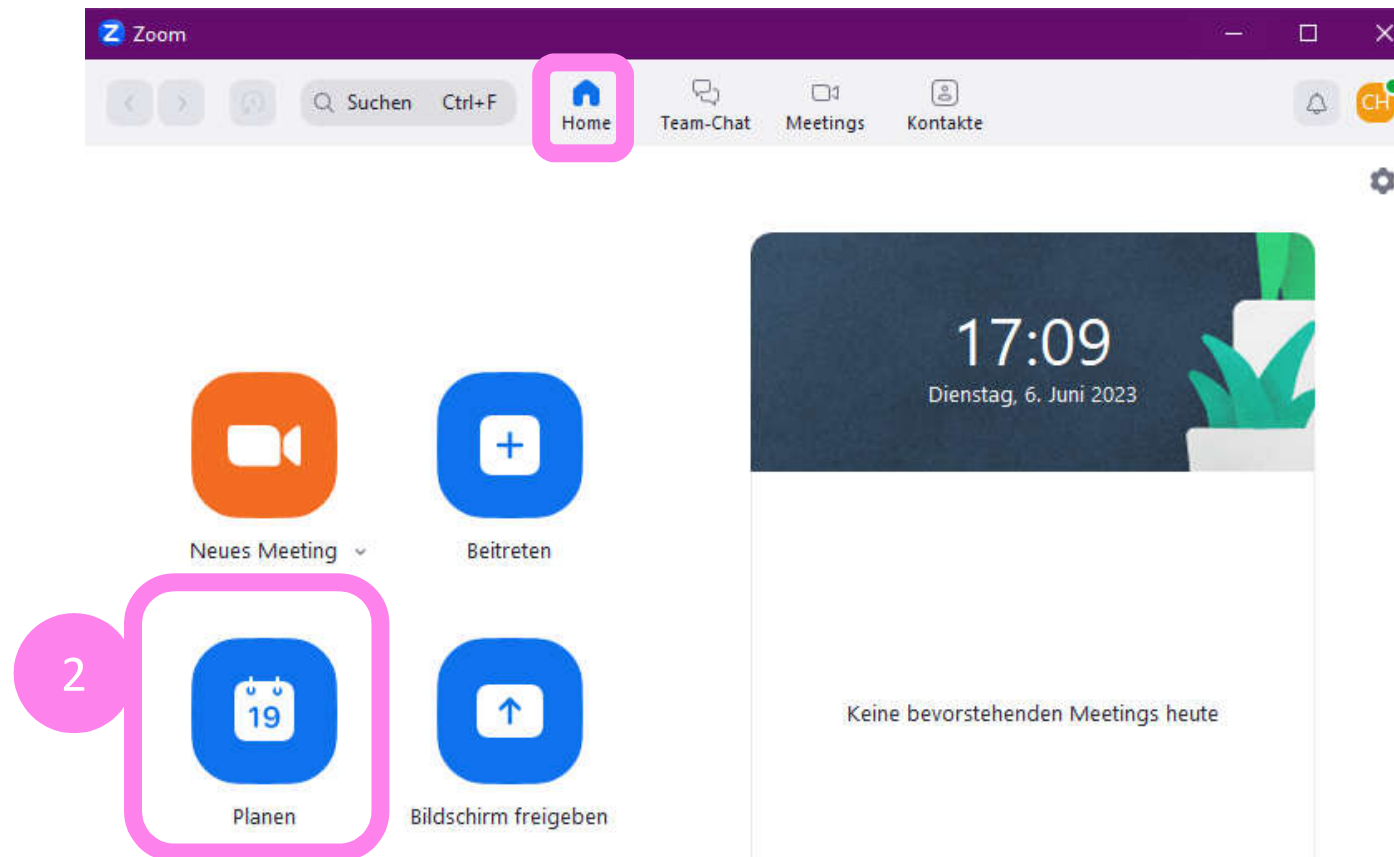 Zoom
Suchen Ctrl+F
Home
Team-Chat
Meetings
Kontakte
CH
17:09
Dienstag, 6. Juni 2023
Neues Meeting
Beitreten
2
19
Planen
Bildschirm freigeben
Keine bevorstehenden Meetings heute